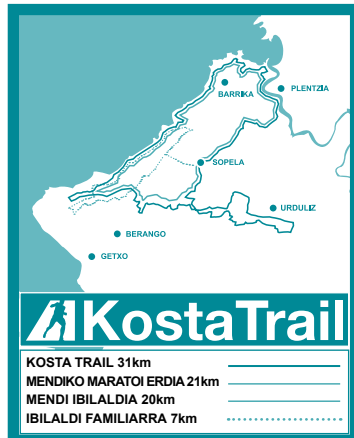 BARRIKA
PLENTZIA
SOPELA
URDULIZ
BERANGO
GETXO
KostaTrail
KOSTA TRAIL 31km
MENDIKO MARATOI ERDIA 21km
MENDI IBILALDIA 20km
IBILALDI FAMILIARRA 7km